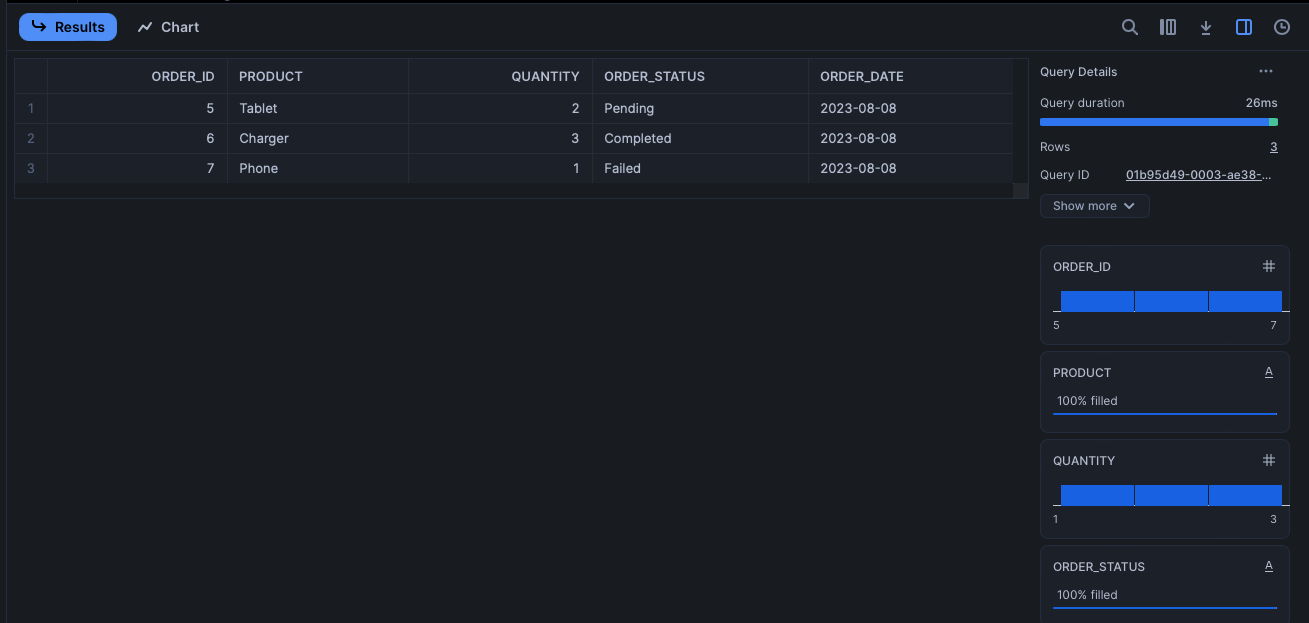 Results Chart
ORDER_ID PRODUCT QUANTITY ORDER_STATUS ORDER_DATE
1 5 Tablet 2 Pending 2023-08-08
2 6 Charger 3 Completed 2023-08-08
3 7 Phone 1 Failed 2023-08-08
Query Details
Query duration 26ms
Rows 3
Query ID 01b95d49-0003-ae38-...
Show more
ORDER_ID #
5 7
PRODUCT A
100% filled
QUANTITY #
1 3
ORDER_STATUS A
100% filled